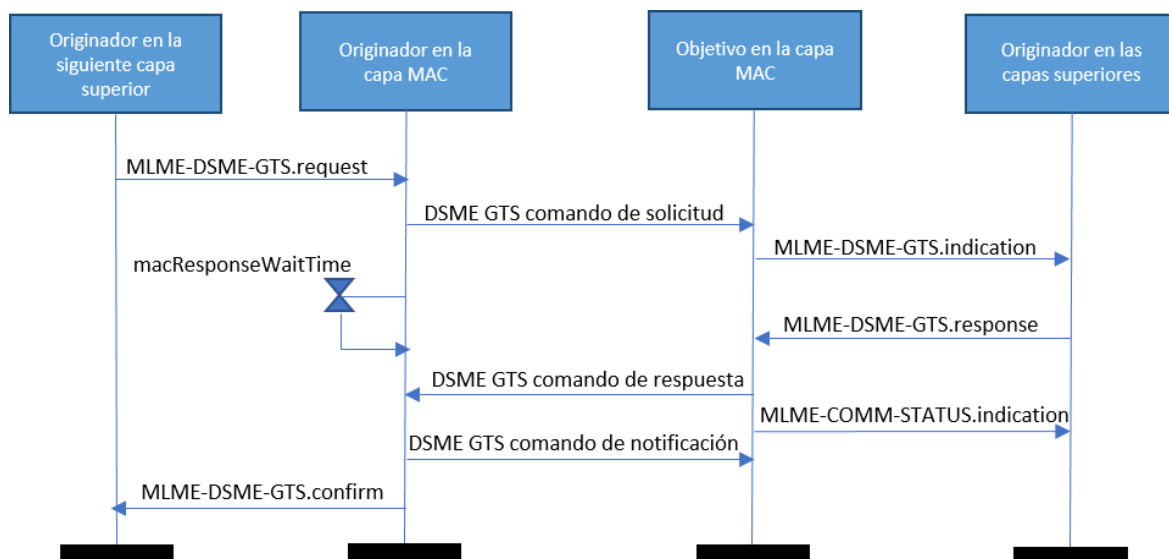 Originador en la
siguiente capa
superior
Originador en la
capa MAC
Objetivo en la capa
MAC
Originador en las
capas superiores
MLME-DSME-GTS.request
DSME GTS comando de solicitud
MLME-DSME-GTS.indication
macResponseWaitTime
MLME-DSME-GTS.response
DSME GTS comando de respuesta
MLME-COMM-STATUS.indication
DSME GTS comando de notificación
MLME-DSME-GTS.confirm